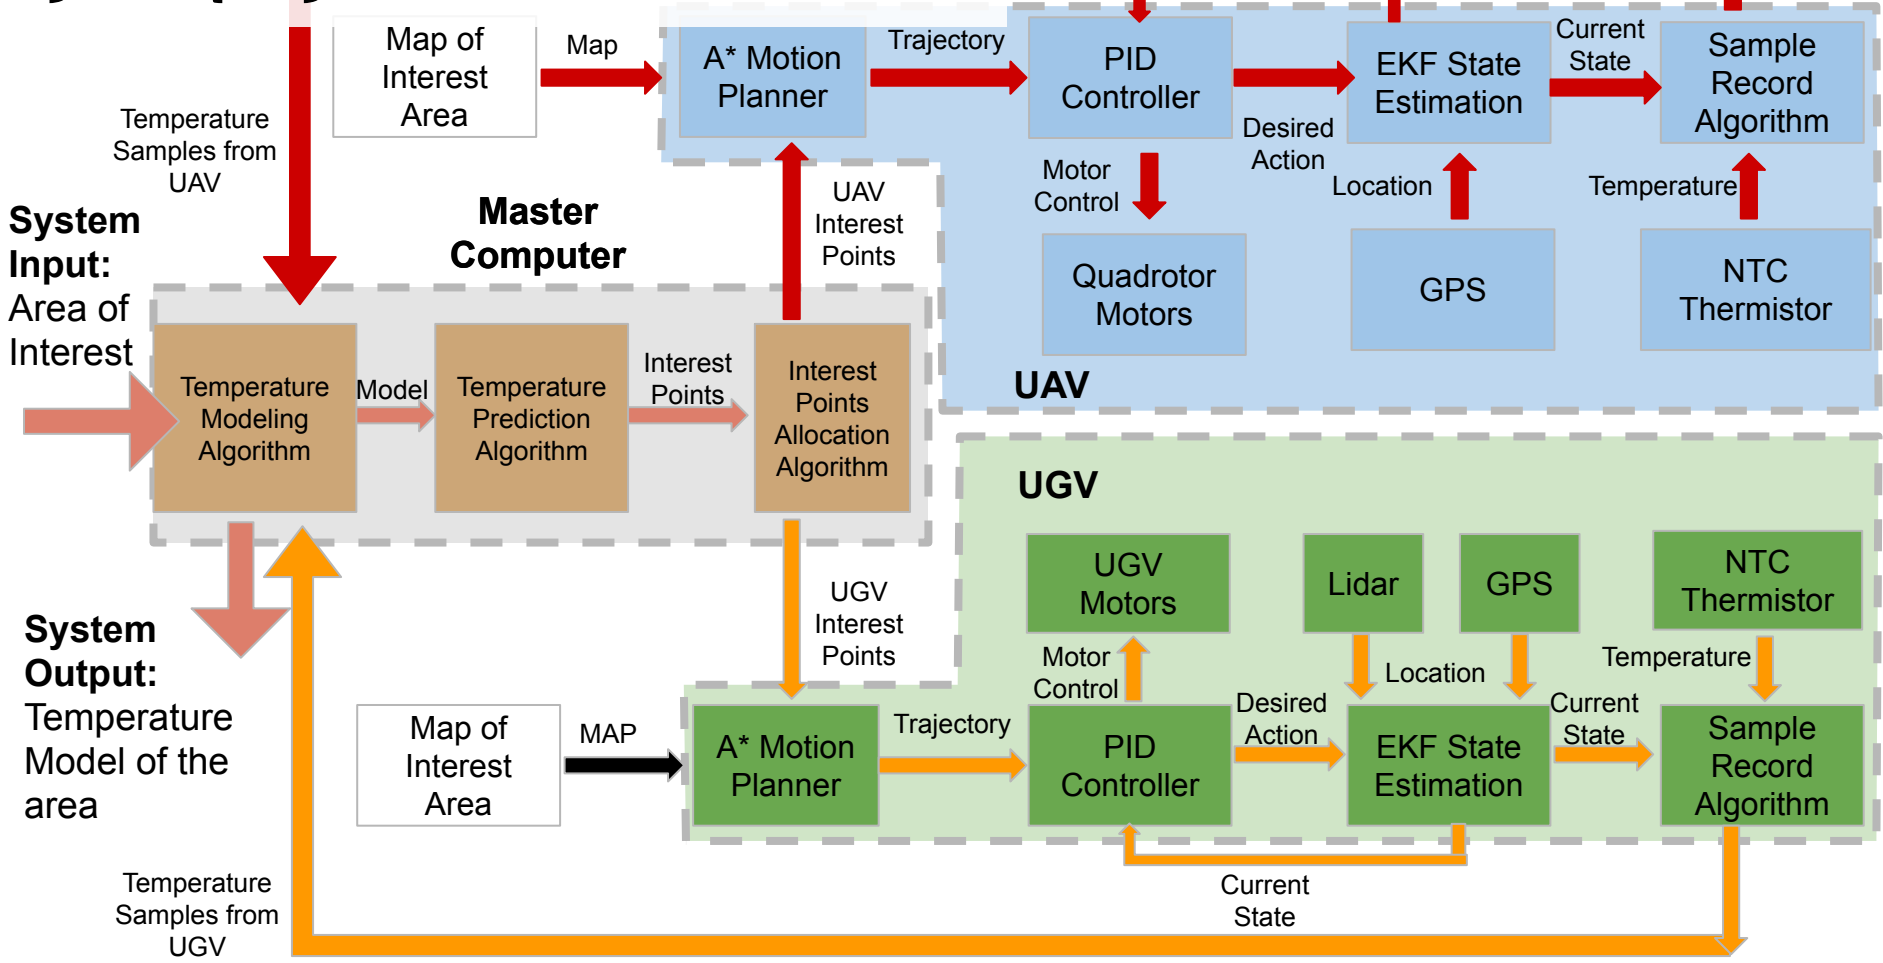 Map of
Interest
Area
Map
A* Motion
Planner
Trajectory
PID
Controller
Desired
Action
EKF State
Estimation
Current
State
Sample
Record
Algorithm
Temperature
Samples from
UAV
Motor
Control
Location
Temperature
UAV
Interest
Points
Quadrotor
Motors
GPS
NTC
Thermistor
UAV
System
Input:
Area of
Interest
Master
Computer
Temperature
Modeling
Algorithm
Model
Temperature
Prediction
Algorithm
Interest
Points
Interest
Points
Allocation
Algorithm
UGV
UGV
Motors
Lidar
GPS
NTC
Thermistor
UGV
Interest
Points
Motor
Control
Location
Temperature
System
Output:
Temperature
Model of the
area
Map of
Interest
Area
MAP
A* Motion
Planner
Trajectory
PID
Controller
Desired
Action
EKF State
Estimation
Current
State
Sample
Record
Algorithm
Current
State
Temperature
Samples from
UGV